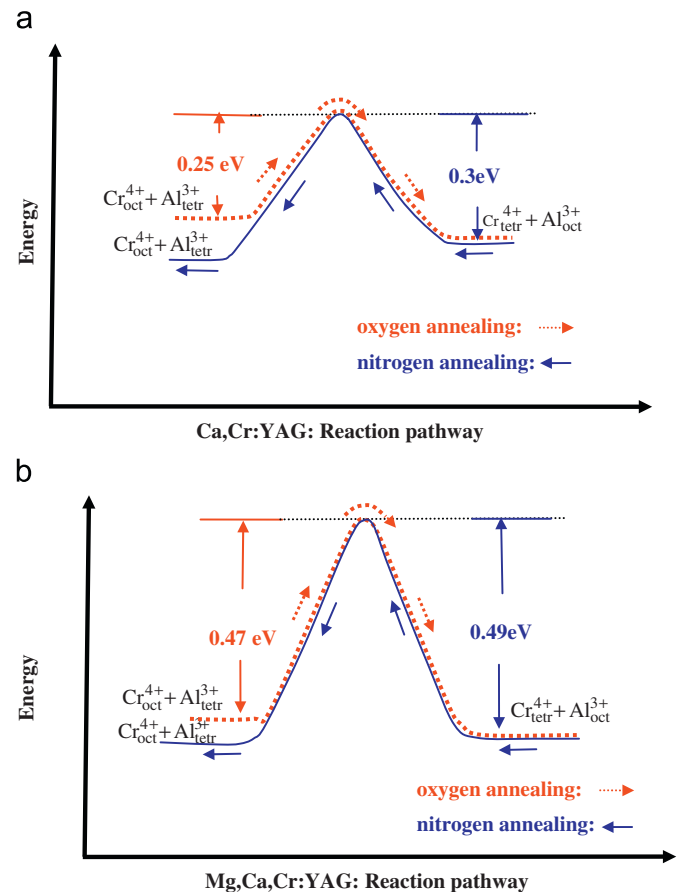 a
0.25 eV
0.3eV
Cr⁴⁺oct + Al³⁺tetr
Cr⁴⁺tetr + Al³⁺oct
Cr⁴⁺oct + Al³⁺tetr
Energy
oxygen annealing:
nitrogen annealing:
Ca,Cr:YAG: Reaction pathway
b
0.47 eV
0.49eV
Cr⁴⁺oct + Al³⁺tetr
Cr⁴⁺tetr + Al³⁺oct
Cr⁴⁺oct + Al³⁺tetr
Energy
oxygen annealing:
nitrogen annealing:
Mg,Ca,Cr:YAG: Reaction pathway